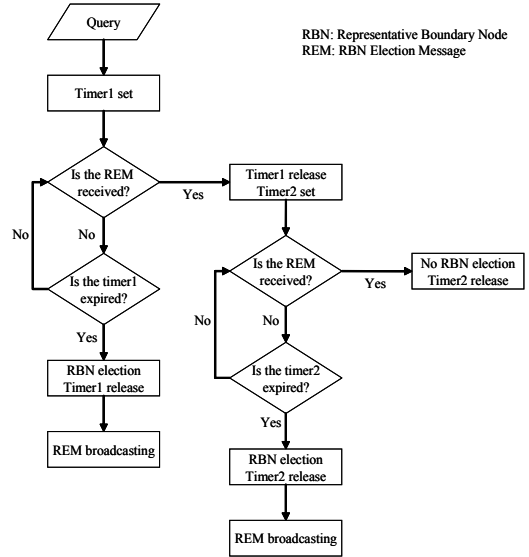 Query
RBN: Representative Boundary Node
REM: RBN Election Message
Timer1 set
Is the REM
received?
Yes
Timer1 release
Timer2 set
No
No
Is the timer1
expired?
Yes
RBN election
Timer1 release
REM broadcasting
Is the REM
received?
Yes
No RBN election
Timer2 release
No
No
Is the timer2
expired?
Yes
RBN election
Timer2 release
REM broadcasting